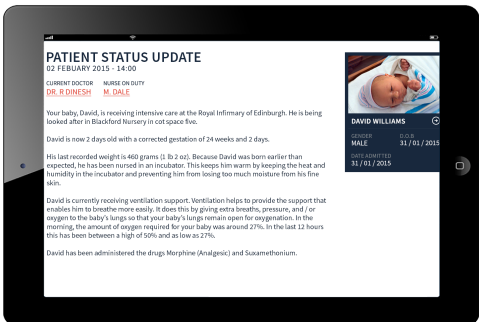 PATIENT STATUS UPDATE
02 FEBUARY 2015 - 14:00
CURRENT DOCTOR NURSE ON DUTY
DR. R DINESH M. DALE
Your baby, David, is receiving intensive care at the Royal Infirmary of Edinburgh. He is being
looked after in Blackford Nursery in cot space five.
David is now 2 days old with a corrected gestation of 24 weeks and 2 days.
His last recorded weight is 460 grams (1 lb 2 oz). Because David was born earlier than
expected, he has been nursed in an incubator. This keeps him warm by keeping the heat and
humidity in the incubator and preventing him from losing too much moisture from his fine
skin.
David is currently receiving ventilation support. Ventilation helps to provide the support that
enables him to breathe more easily. It does this by giving extra breaths, pressure, and / or
oxygen to the baby's lungs so that your baby's lungs remain open for oxygenation. In the
morning, the amount of oxygen required for your baby was around 27%. In the last 12 hours
this has been between a high of 50% and as low as 27%.
David has been administered the drugs Morphine (Analgesic) and Suxamethonium.
DAVID WILLIAMS
GENDER D.O.B
MALE 31 / 01 / 2015
DATE ADMITTED
31 / 01 / 2015